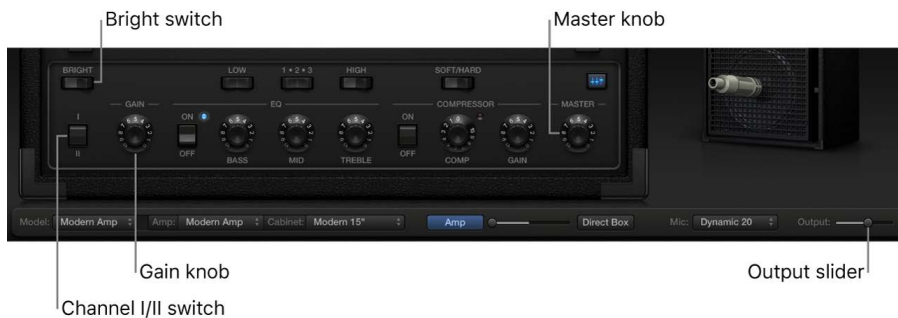 Bright switch
Master knob
BRIGHT
LOW
1 • 2 • 3
HIGH
SOFT/HARD
GAIN
EQ
COMPRESSOR
MASTER
I
II
ON
OFF
BASS
MID
TREBLE
ON
OFF
COMP
GAIN
Model: Modern Amp Amp: Modern Amp Cabinet: Modern 15" Amp Direct Box Mic: Dynamic 20 Output:
Gain knob
Output slider
Channel I/II switch